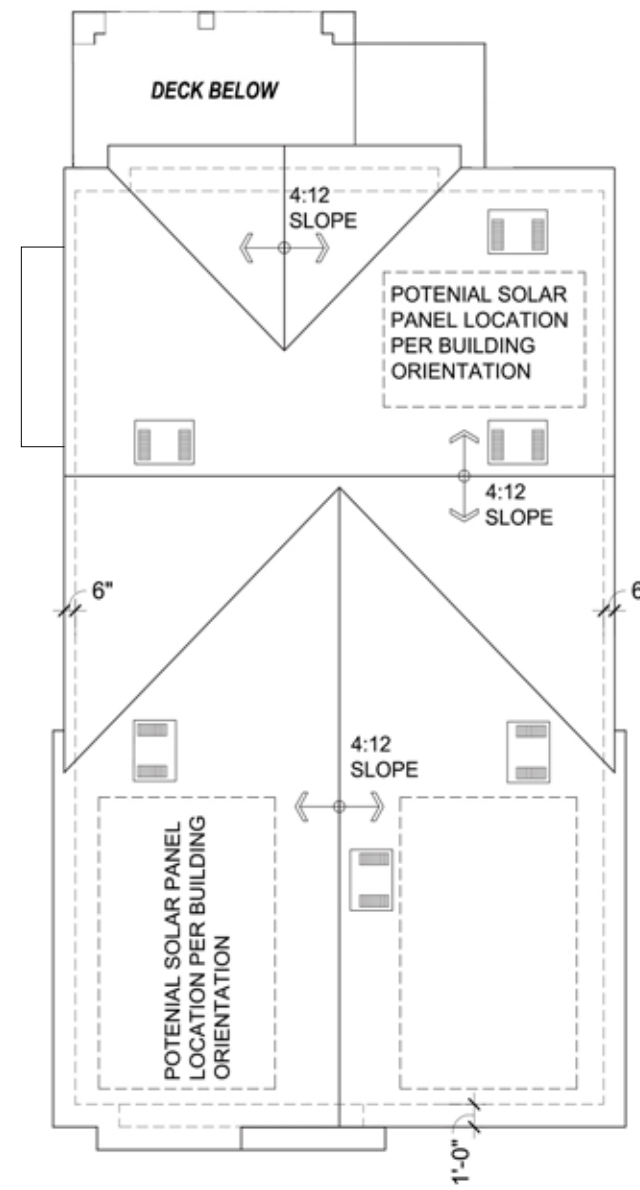 DECK BELOW
4:12
SLOPE
POTENIAL SOLAR
PANEL LOCATION
PER BUILDING
ORIENTATION
4:12
SLOPE
6"
6
4:12
SLOPE
POTENIAL SOLAR PANEL
LOCATION PER BUILDING
ORIENTATION
1'-0"